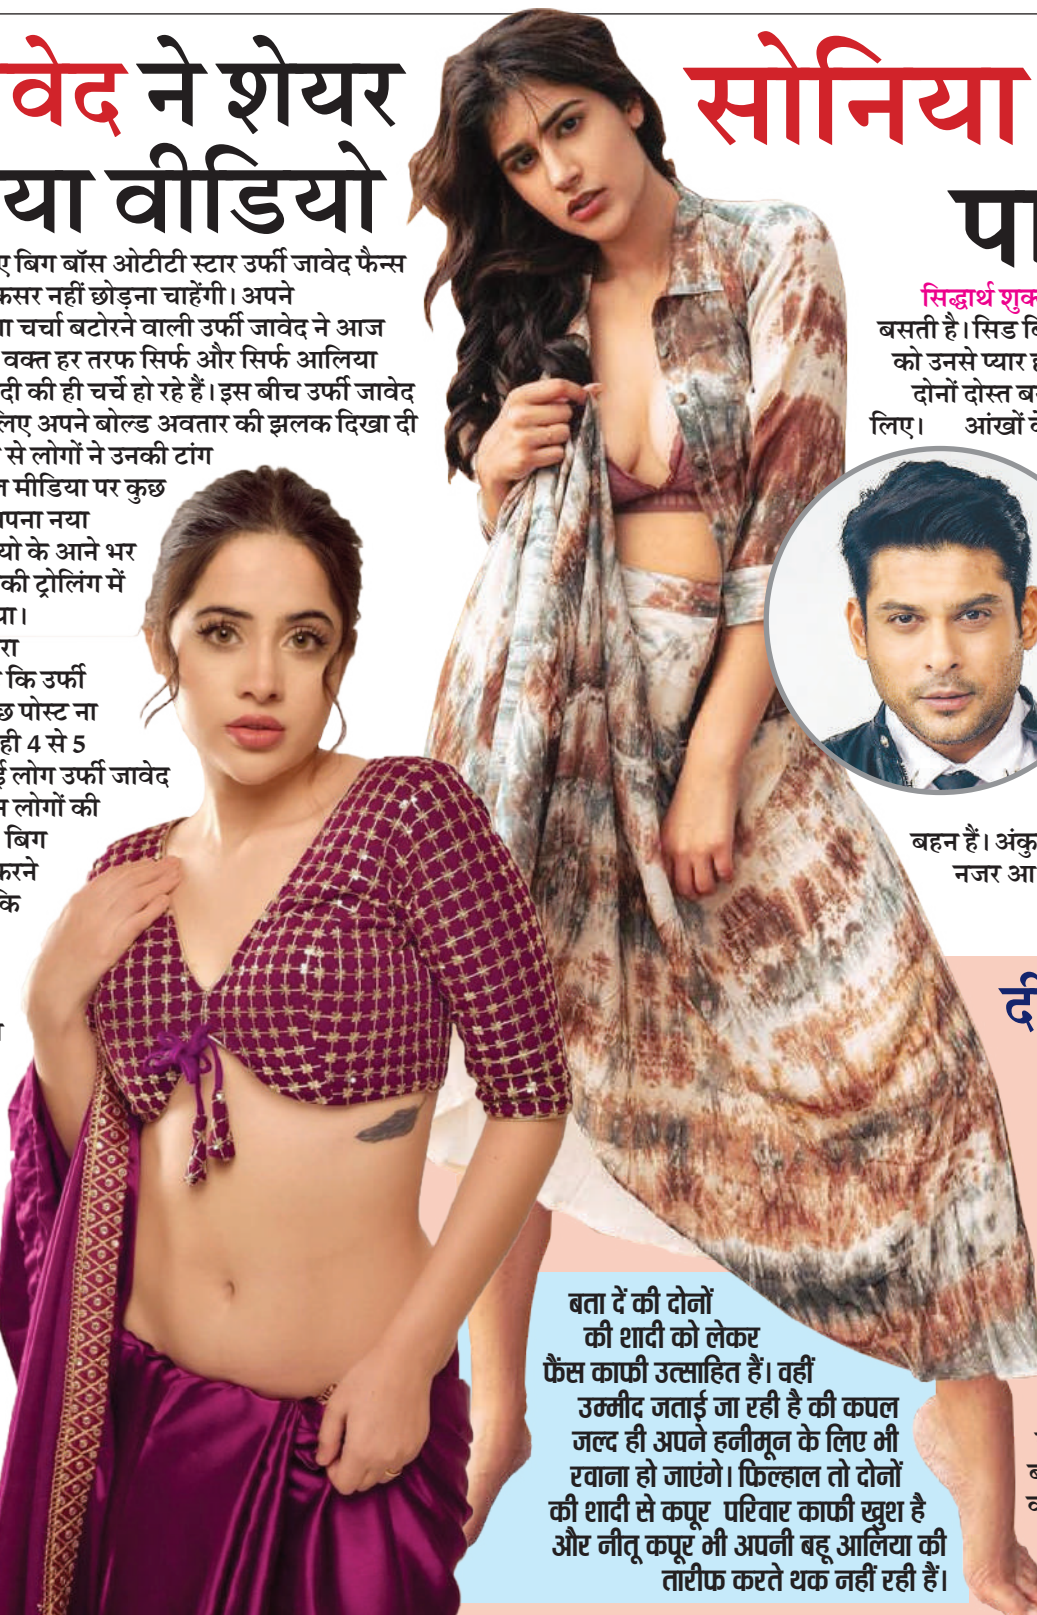 वेद ने शेयर
या वीडियो
ए बिग बॉस ओटीटी स्टार उर्फी जावेद फैन्स
कसर नहीं छोड़ना चाहेंगी। अपने
चर्चा बटोरने वाली उर्फी जावेद ने आज
वक्त हर तरफ सिर्फ और सिर्फ आलिया
दी की ही चर्चे हो रहे हैं। इस बीच उर्फी जावेद
लिए अपने बोल्ड अवतार की झलक दिखा दी
से लोगों ने उनकी टांग
मीडिया पर कुछ
अपना नया
यो के आने भर
की ट्रोलिंग में
या।
रा
कि उर्फी
छ पोस्ट ना
ही 4 से 5
ई लोग उर्फी जावेद
लोगों की
बिग
करने
कि
सोनिया
पा
सिद्धार्थ शुक
बसती है। सिड
को उनसे प्यार
दोनों दोस्त
लिए। आंखों
बहन हैं। अंकु
नजर आ
दी
बता दें की दोनों
की शादी को लेकर
फैंस काफी उत्साहित हैं। वहीं
उम्मीद जताई जा रही है की कपल
जल्द ही अपने हनीमून के लिए भी
रवाना हो जाएंगे। फिल्हाल तो दोनों
की शादी से कपूर परिवार काफी खुश है
और नीतू कपूर भी अपनी बहू आलिया की
तारीफ करते थक नहीं रही हैं।